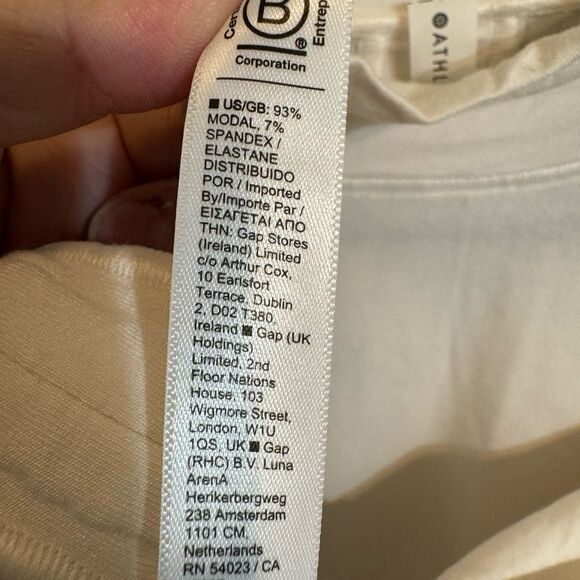 B
®
Corporation
■ US/GB: 93%
MODAL, 7%
SPANDEX /
ELASTANE
DISTRIBUIDO
POR / Imported
By/Importe Par /
ΕΙΣΑΓΕΤΑΙ ΑΠΟ
ΤΗΝ: Gap Stores
(Ireland) Limited
c/o Arthur Cox,
10 Earlsfort
Terrace, Dublin
2, D02 T380,
Ireland ■ Gap (UK
Holdings)
Limited, 2nd
Floor Nations
House, 103
Wigmore Street,
London, W1U
1QS. UK ■ Gap
(RHC) B.V. Luna
ArenA
Herikerbergweg
238 Amsterdam
1101 CM,
Netherlands
RN 54023 / CA